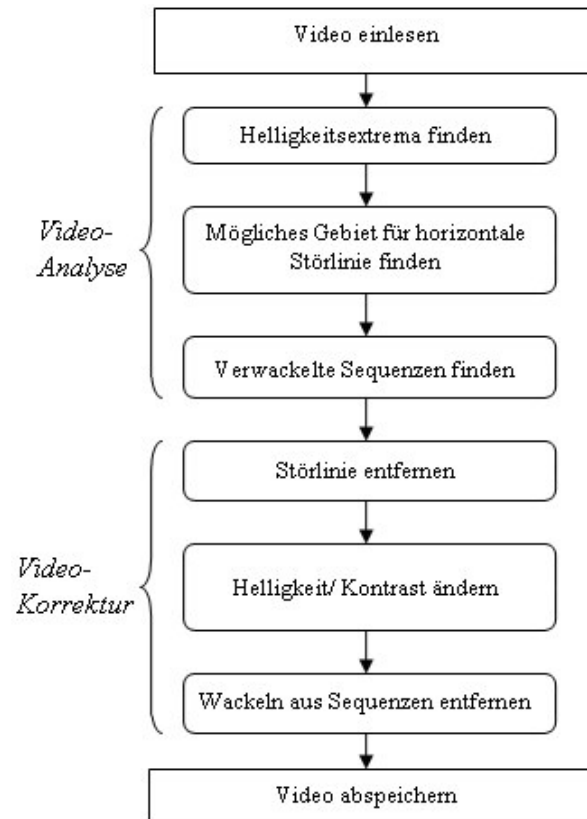 Video einlesen
Helligkeitsextrema finden
Video-
Analyse
Mögliches Gebiet für horizontale
Störlinie finden
Verwackelte Sequenzen finden
Störlinie entfernen
Video-
Korrektur
Helligkeit/ Kontrast ändern
Wackeln aus Sequenzen entfernen
Video abspeichern